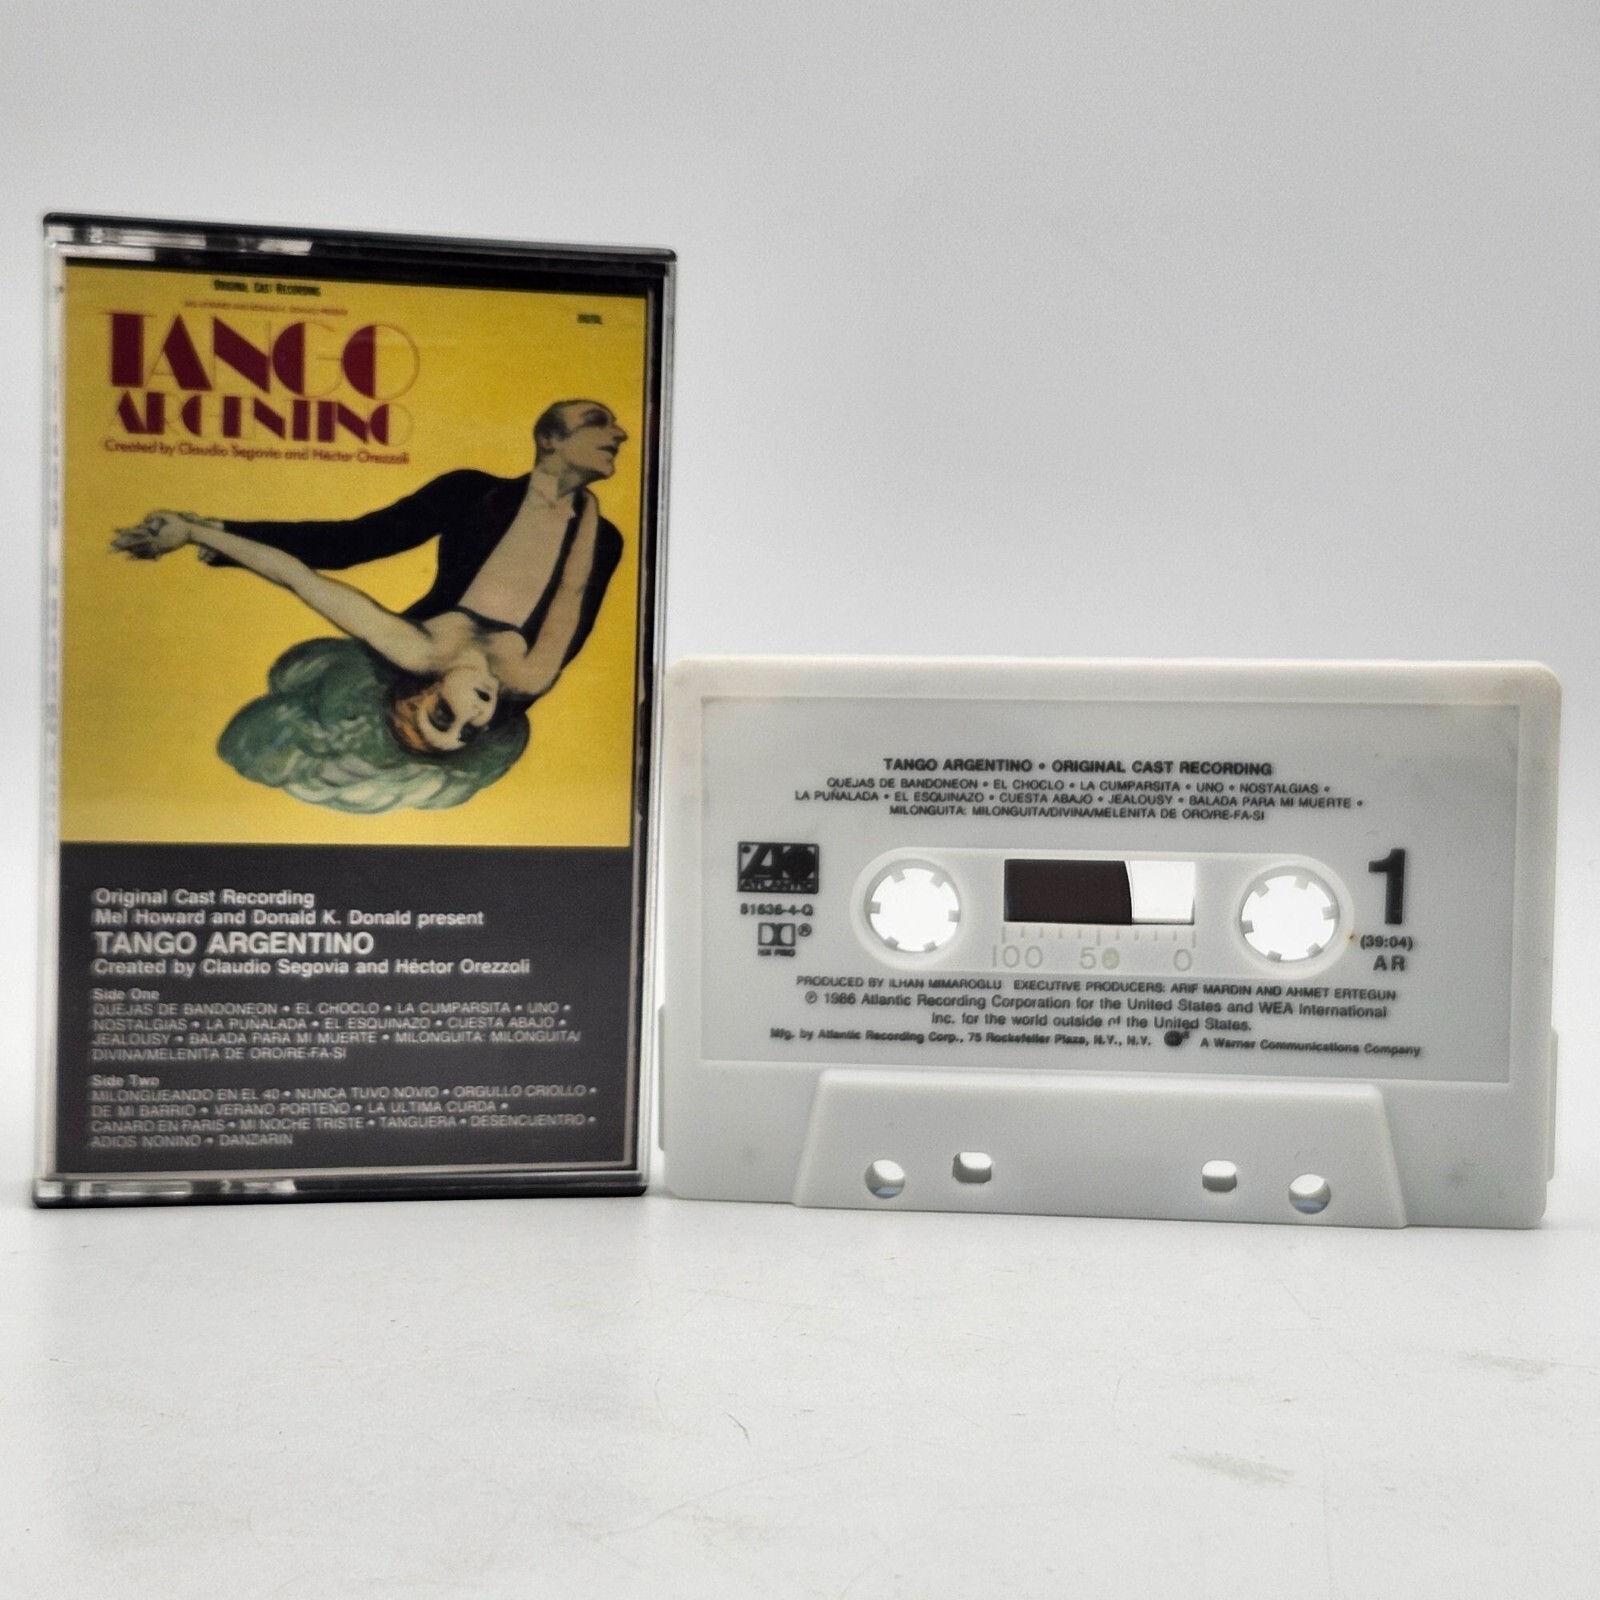 ORIGINAL CAST RECORDING
DIGITAL
TANGO
ARGENTINO
Created by Claudio Segovia and Héctor Orezzoli
Original Cast Recording
Mel Howard and Donald K. Donald present
TANGO ARGENTINO
Created by Claudio Segovia and Héctor Orezzoli
Side One
QUEJAS DE BANDONEON • EL CHOCLO • LA CUMPARSITA • UNO •
NOSTALGIAS • LA PUÑALADA • EL ESQUINAZO • CUESTA ABAJO •
JEALOUSY • BALADA PARA MI MUERTE • MILONGUITA: MILONGUITA/
DIVINA/MELENITA DE ORO/RE-FA-SI
Side Two
MILONGUEANDO EN EL 40 • NUNCA TUVO NOVIO • ORGULLO CRIOLLO •
DE MI BARRIO • VERANO PORTEÑO • LA ULTIMA CURDA •
CANARO EN PARIS • MI NOCHE TRISTE • TANGUERA • DESENCUENTRO •
ADIOS NONINO • DANZARIN
TANGO ARGENTINO • ORIGINAL CAST RECORDING
QUEJAS DE BANDONEON • EL CHOCLO • LA CUMPARSITA • UNO • NOSTALGIAS •
LA PUÑALADA • EL ESQUINAZO • CUESTA ABAJO • JEALOUSY • BALADA PARA MI MUERTE •
MILONGUITA: MILONGUITA/DIVINA/MELENITA DE ORO/RE-FA-SI
ATLANTIC
81636-4-G
HX PRO
100 50 0
1
(39:04)
AR
PRODUCED BY ILHAN MIMAROGLU EXECUTIVE PRODUCERS: ARIF MARDIN AND AHMET ERTEGUN
℗ 1986 Atlantic Recording Corporation for the United States and WEA International
Inc. for the world outside of the United States.
Mfg. by Atlantic Recording Corp., 75 Rockefeller Plaza, N.Y., N.Y. A Warner Communications Company